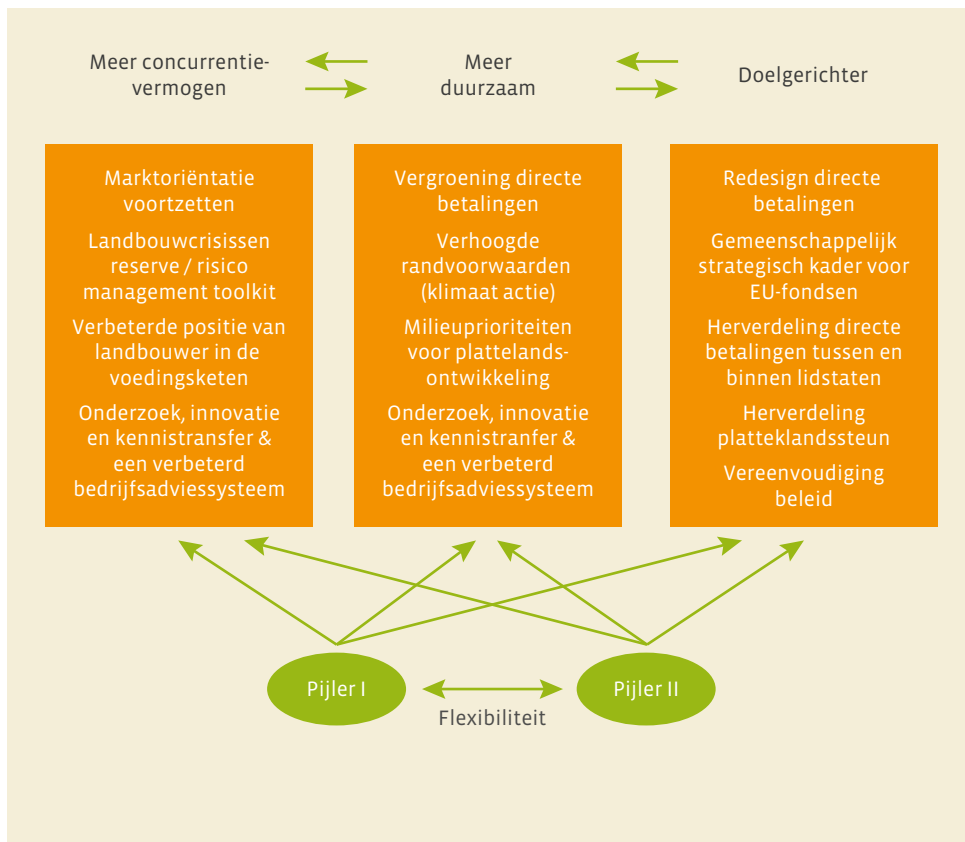 Meer concurrentie-
vermogen
Meer
duurzaam
Doelgerichter
Marktoriëntatie
voortzetten
Landbouwcrisissen
reserve / risico
management toolkit
Verbeterde positie van
landbouwer in de
voedingsketen
Onderzoek, innovatie
en kennistransfer &
een verbeterd
bedrijfsadviessysteem
Vergroening directe
betalingen
Verhoogde
randvoorwaarden
(klimaat actie)
Milieuprioriteiten
voor plattelands-
ontwikkeling
Onderzoek, innovatie
en kennistranfer &
een verbeterd
bedrijfsadviessysteem
Redesign directe
betalingen
Gemeenschappelijk
strategisch kader voor
EU-fondsen
Herverdeling directe
betalingen tussen en
binnen lidstaten
Herverdeling
platteklandssteun
Vereenvoudiging
beleid
Pijler I
Pijler II
Flexibiliteit